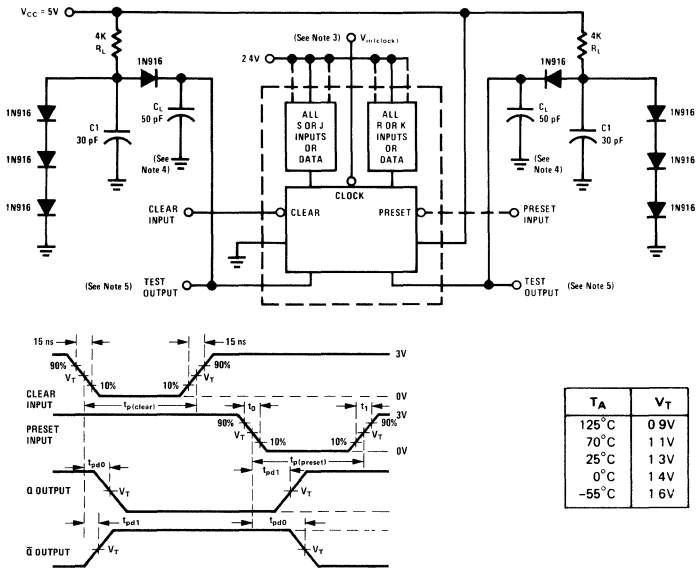 VCC = 5V
4K
RL
1N916
1N916
1N916
1N916
C1
30 pF
CL
50 pF
(See
Note 4)
(See Note 3)
Vin(clock)
2 4V
ALL
S OR J
INPUTS
OR
DATA
ALL
R OR K
INPUTS
OR
DATA
CLOCK
CLEAR
PRESET
CLEAR
INPUT
PRESET
INPUT
(See Note 5)
TEST
OUTPUT
TEST
OUTPUT
(See Note 5)
4K
RL
1N916
CL
50 pF
(See
Note 4)
C1
30 pF
1N916
1N916
1N916
15 ns
15 ns
90%
VT
10%
10%
90%
VT
3V
0V
CLEAR
INPUT
tp(clear)
PRESET
INPUT
t0
t1
90%
VT
10%
10%
90%
VT
3V
0V
tp(preset)
tpd0
tpd1
Q OUTPUT
VT
VT
tpd1
tpd0
Q̄ OUTPUT
VT
VT
TA VT
125°C 0 9V
70°C 1 1V
25°C 1 3V
0°C 1 4V
-55°C 1 6V